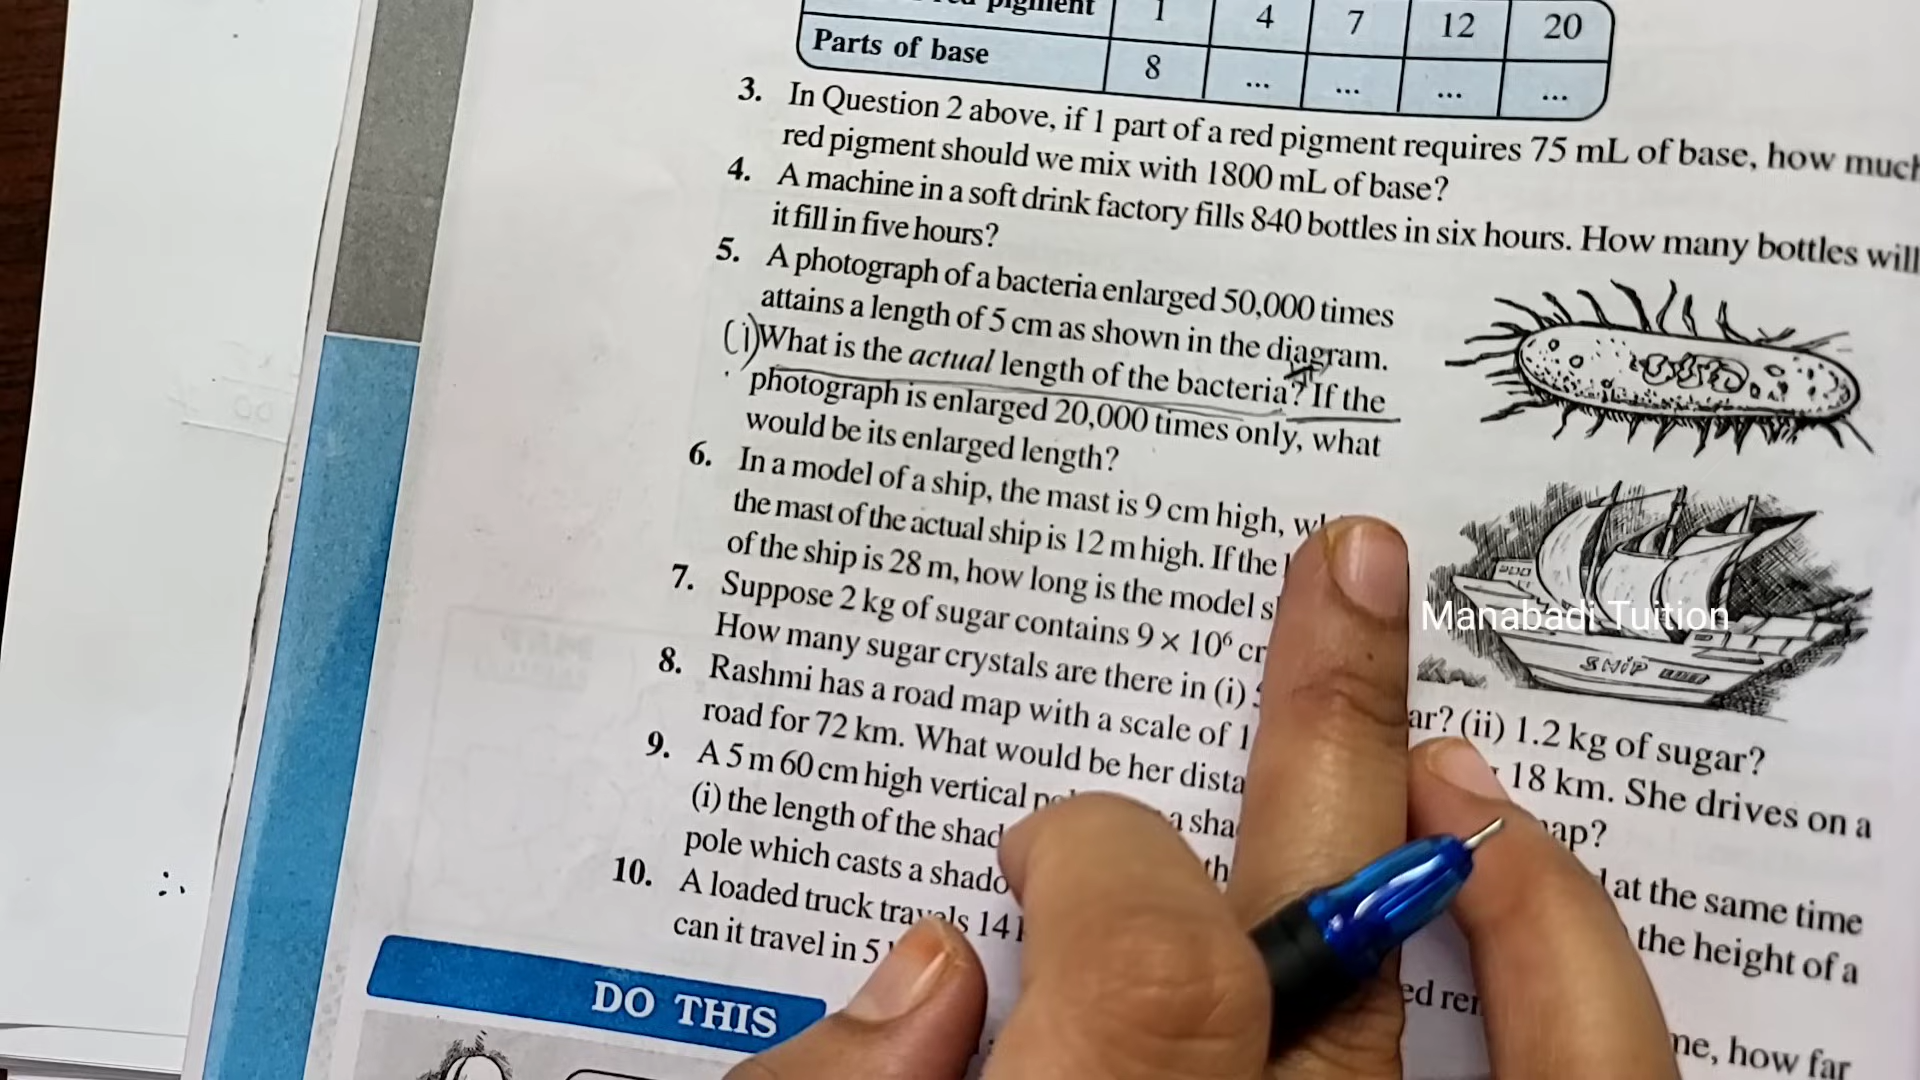 pigment 1 4 7 12 20
Parts of base 8 ... ... ... ...
3. In Question 2 above, if 1 part of a red pigment requires 75 mL of base, how much
red pigment should we mix with 1800 mL of base?
4. A machine in a soft drink factory fills 840 bottles in six hours. How many bottles will
it fill in five hours?
5. A photograph of a bacteria enlarged 50,000 times
attains a length of 5 cm as shown in the diagram.
(i) What is the actual length of the bacteria? If the
photograph is enlarged 20,000 times only, what
would be its enlarged length?
6. In a model of a ship, the mast is 9 cm high,
the mast of the actual ship is 12 m high. If the
of the ship is 28 m, how long is the model
SHIP
Manabadi Tuition
7. Suppose 2 kg of sugar contains 9 × 10⁶
How many sugar crystals are there in (i) ar? (ii) 1.2 kg of sugar?
8. Rashmi has a road map with a scale of 1 18 km. She drives on a
road for 72 km. What would be her dista ap?
9. A 5 m 60 cm high vertical a sha at the same time
(i) the length of the shad th the height of a
pole which casts a shado
10. A loaded truck travels 14 me, how far
can it travel in 5
DO THIS